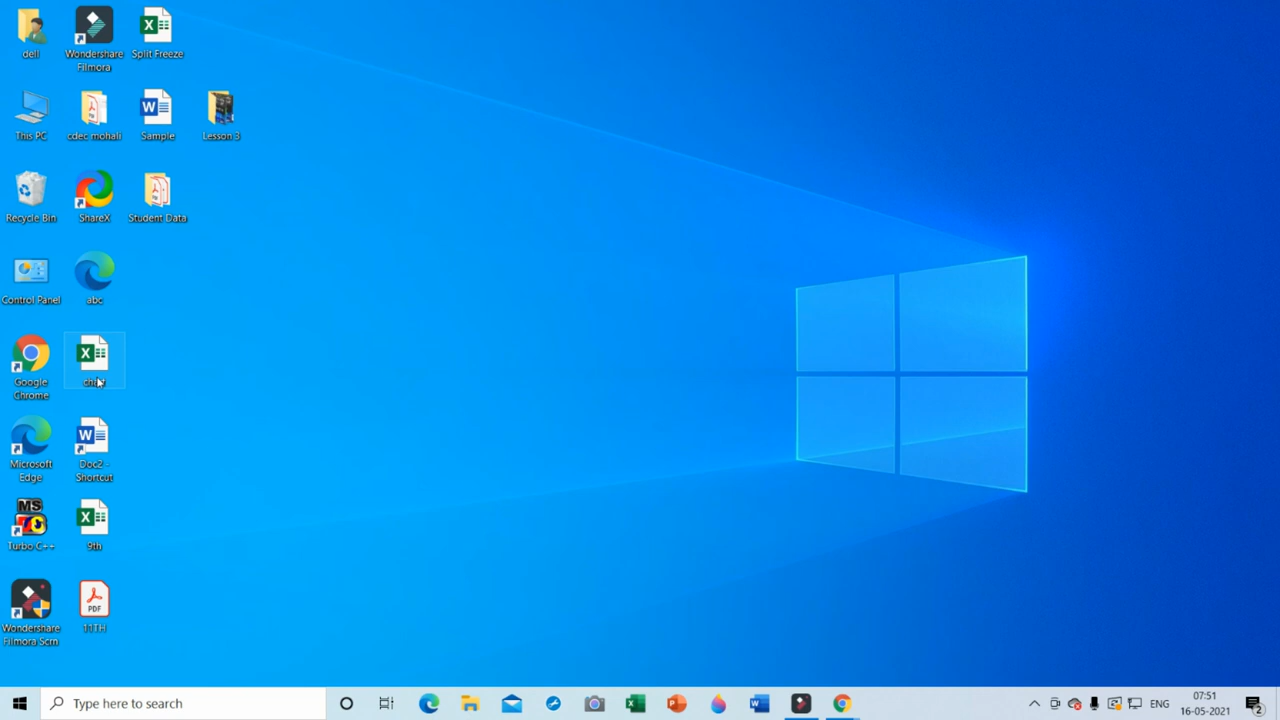 dell
Wondershare
Filmora
Split Freeze
This PC
cdec mohali
Sample
Lesson 3
Recycle Bin
ShareX
Student Data
Control Panel
abc
Google
Chrome
Microsoft
Edge
Doc2 -
Shortcut
MS
Turbo C++
9th
Wondershare
Filmora Scrn
PDF
11TH
Type here to search
ENG
07:51
16-05-2021
2